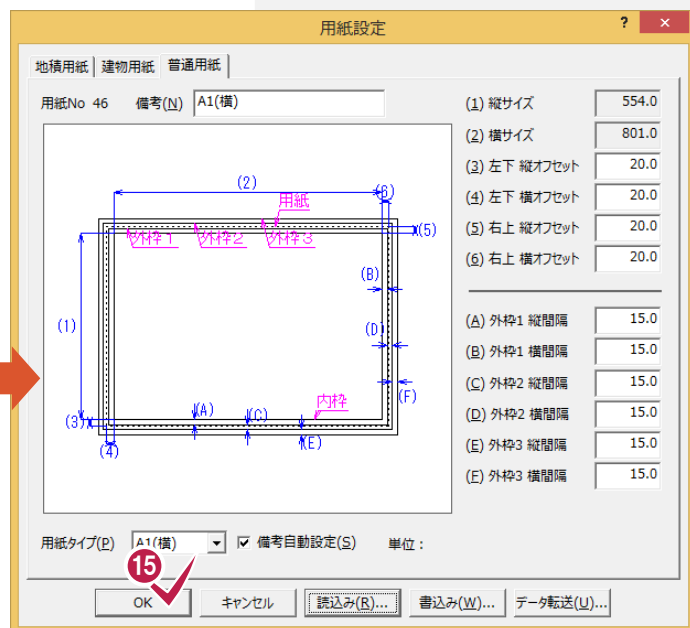 用紙設定
? ×
地積用紙 建物用紙 普通用紙
用紙No 46 備考(N) A1(横)
(1) 縦サイズ 554.0
(2) 横サイズ 801.0
(3) 左下 縦オフセット 20.0
(4) 左下 横オフセット 20.0
(5) 右上 縦オフセット 20.0
(6) 右上 横オフセット 20.0
(A) 外枠1 縦間隔 15.0
(B) 外枠1 横間隔 15.0
(C) 外枠2 縦間隔 15.0
(D) 外枠2 横間隔 15.0
(E) 外枠3 縦間隔 15.0
(F) 外枠3 横間隔 15.0
(2)
(6)
用紙
(5)
外枠1 外枠2 外枠3
(B)
(1)
(D)
(F)
内枠
(A) (C)
(3)
(E)
(4)
用紙タイプ(P) A1(横) 備考自動設定(S) 単位:
15
OK キャンセル 読込み(R)... 書込み(W)... データ転送(U)...